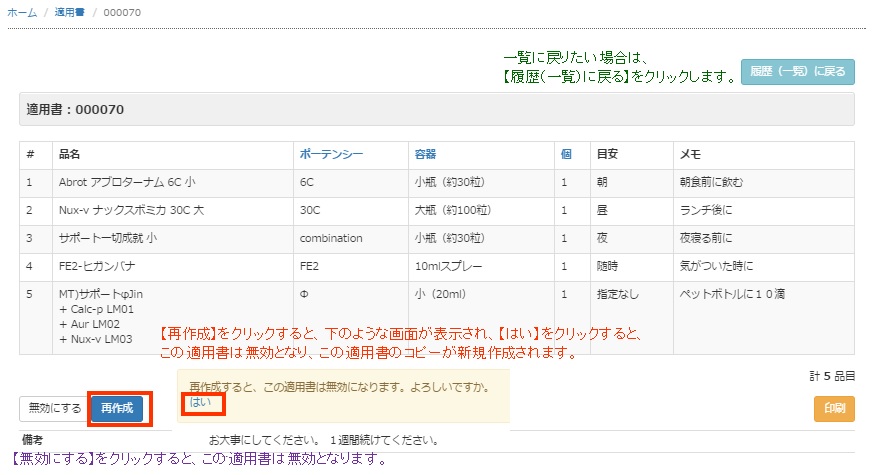 ホーム / 適用書 / 000070
一覧に戻りたい場合は、
【履歴(一覧)に戻る】をクリックします。
履歴（一覧）に戻る
適用書：000070
# 品名 ポーテンシー 容器 個 目安 メモ
1 Abrot アブロターナム 6C 小 6C 小瓶（約30粒） 1 朝 朝食前に飲む
2 Nux-v ナックスボミカ 30C 大 30C 大瓶（約100粒） 1 昼 ランチ後に
3 サポート一切成就 小 combination 小瓶（約30粒） 1 夜 夜寝る前に
4 FE2-ヒガンバナ FE2 10mlスプレー 1 随時 気がついた時に
5 MT)サポートφJin Φ 小（20ml） 1 指定なし ペットボトルに１０滴
+ Calc-p LM01
+ Aur LM02
+ Nux-v LM03
【再作成】をクリックすると、下のような画面が表示され、【はい】をクリックすると、
この適用書は無効となり、この適用書のコピーが新規作成されます。
計 5 品目
再作成すると、この適用書は無効になります。よろしいですか。
はい
無効にする 再作成 印刷
備考 お大事にしてください。 １週間続けてください。
【無効にする】をクリックすると、この適用書は無効となります。